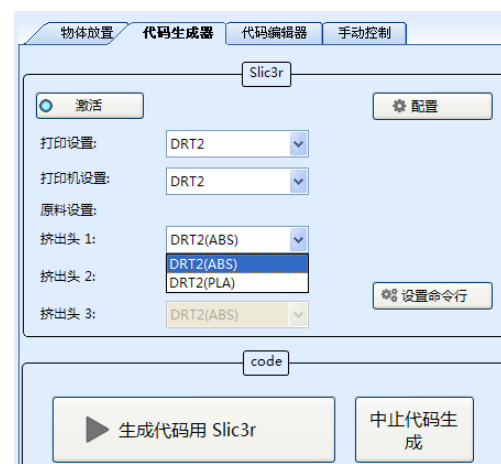 物体放置 代码生成器 代码编辑器 手动控制
Slic3r
激活 配置
打印设置: DRT2
打印机设置: DRT2
原料设置:
挤出头 1: DRT2(ABS)
DRT2(ABS)
挤出头 2: DRT2(PLA)
设置命令行
挤出头 3: DRT2(ABS)
code
生成代码用 Slic3r 中止代码生
成